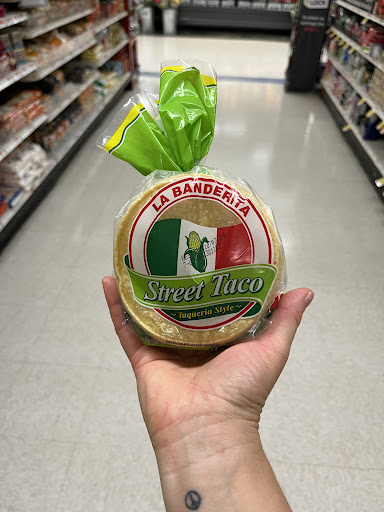 LA BANDERITA
Street Taco
~ Taqueria Style ~